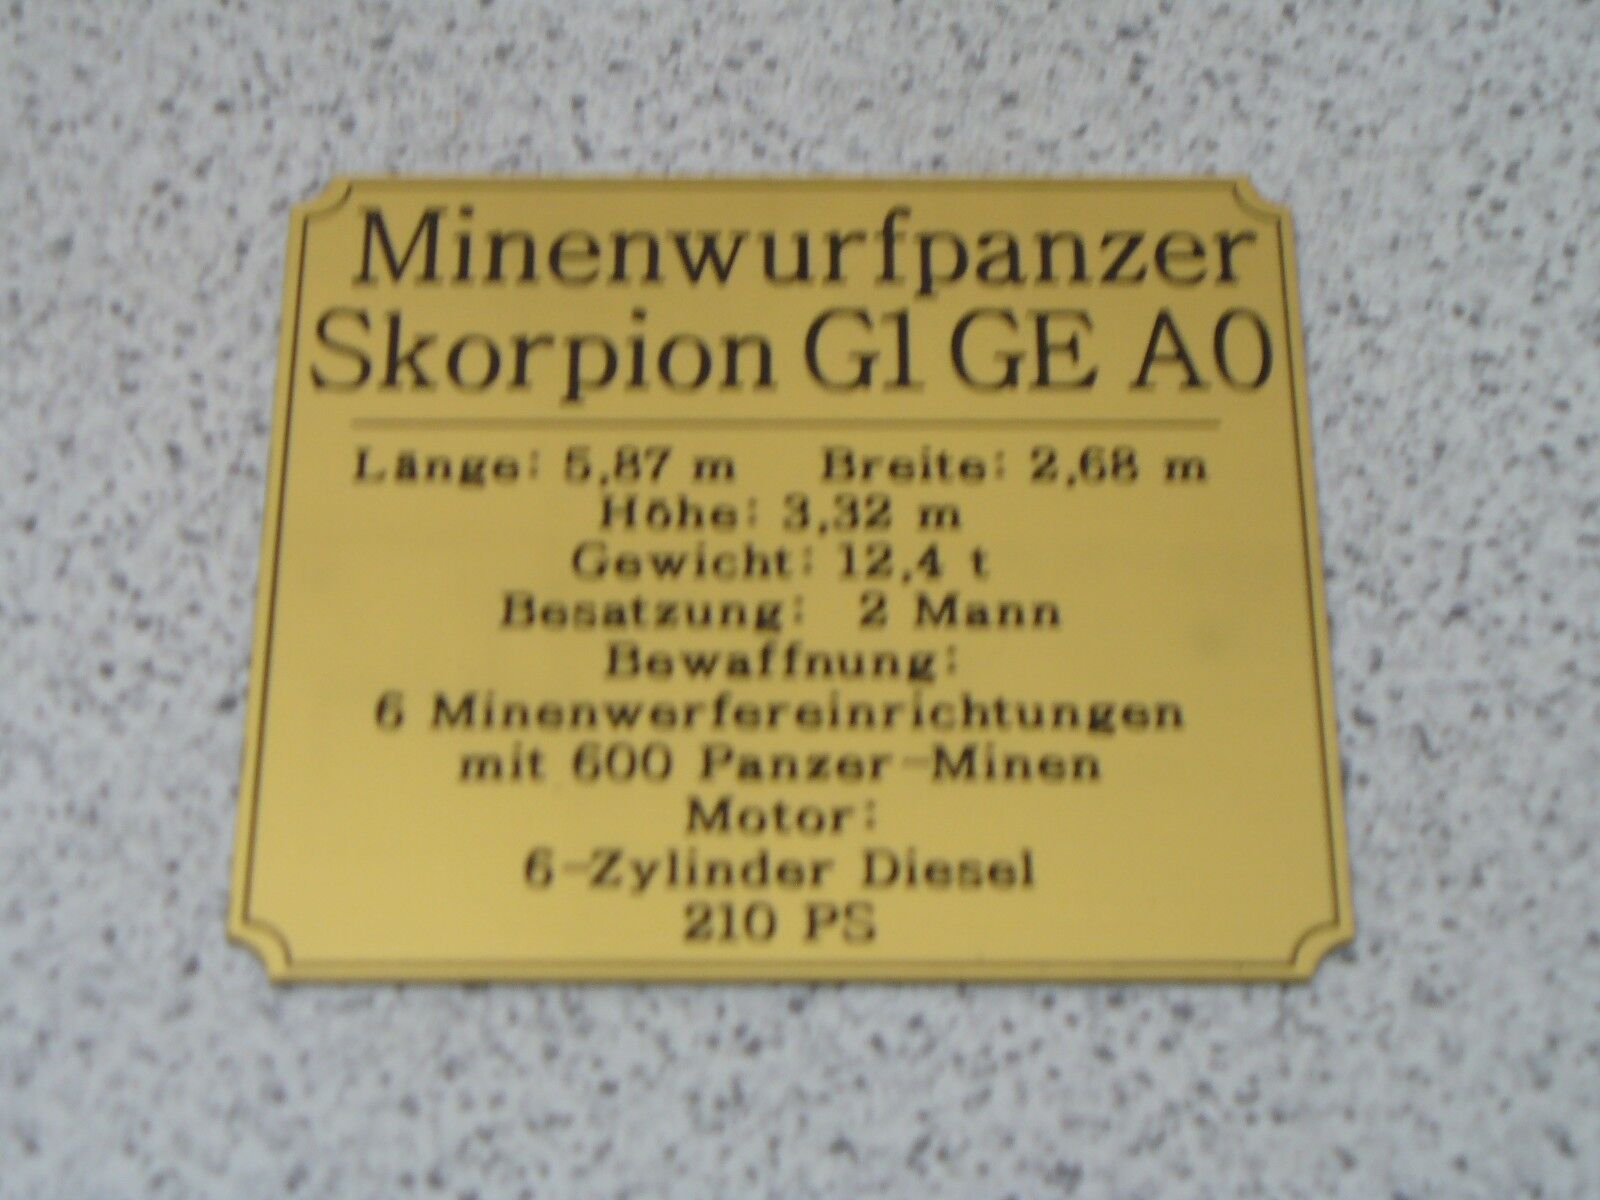 Minenwurfpanzer
Skorpion G1 GE A0
Länge: 5,87 m Breite: 2,68 m
Höhe: 3,32 m
Gewicht: 12,4 t
Besatzung: 2 Mann
Bewaffnung:
6 Minenwerfereinrichtungen
mit 600 Panzer-Minen
Motor:
6-Zylinder Diesel
210 PS